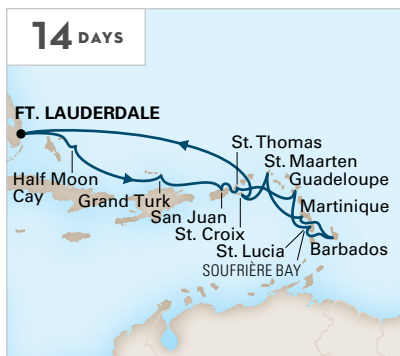 14 DAYS
FT. LAUDERDALE
Half Moon
Cay
Grand Turk
San Juan
St. Croix
St. Thomas
St. Maarten
Guadeloupe
Martinique
St. Lucia
SOUFRIÈRE BAY
Barbados